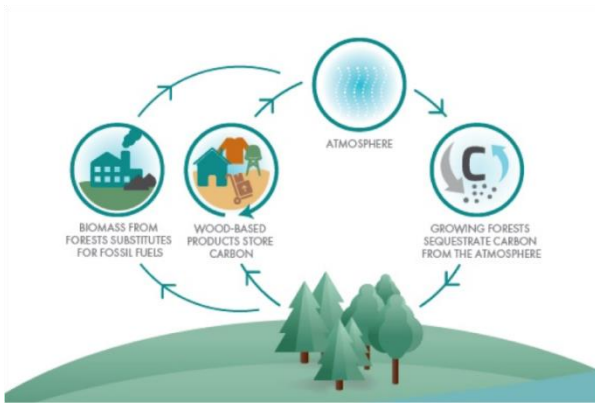 ATMOSPHERE
BIOMASS FROM
FORESTS SUBSTITUTES
FOR FOSSIL FUELS
WOOD-BASED
PRODUCTS STORE
CARBON
C
GROWING FORESTS
SEQUESTRATE CARBON
FROM THE ATMOSPHERE